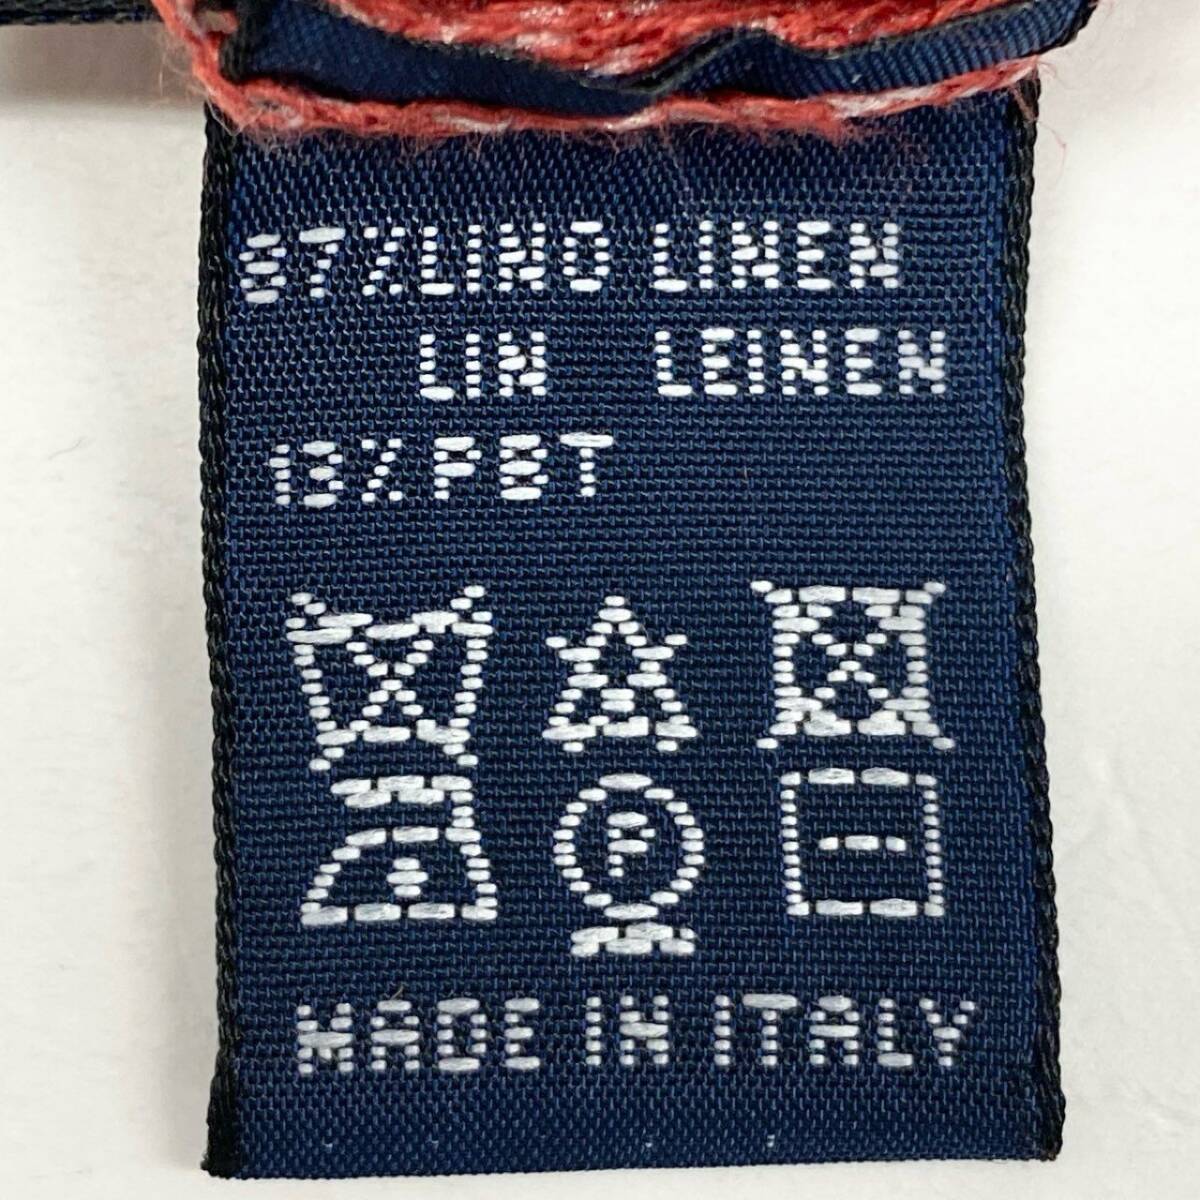 87% LINO LINEN
LIN LEINEN
13% PBT
P
MADE IN ITALY